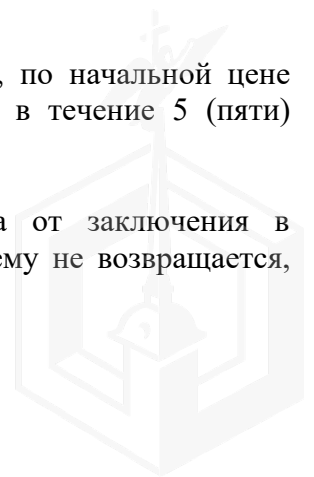 , по начальной цене
в течение 5 (пяти)
а от заключения в
ему не возвращается,